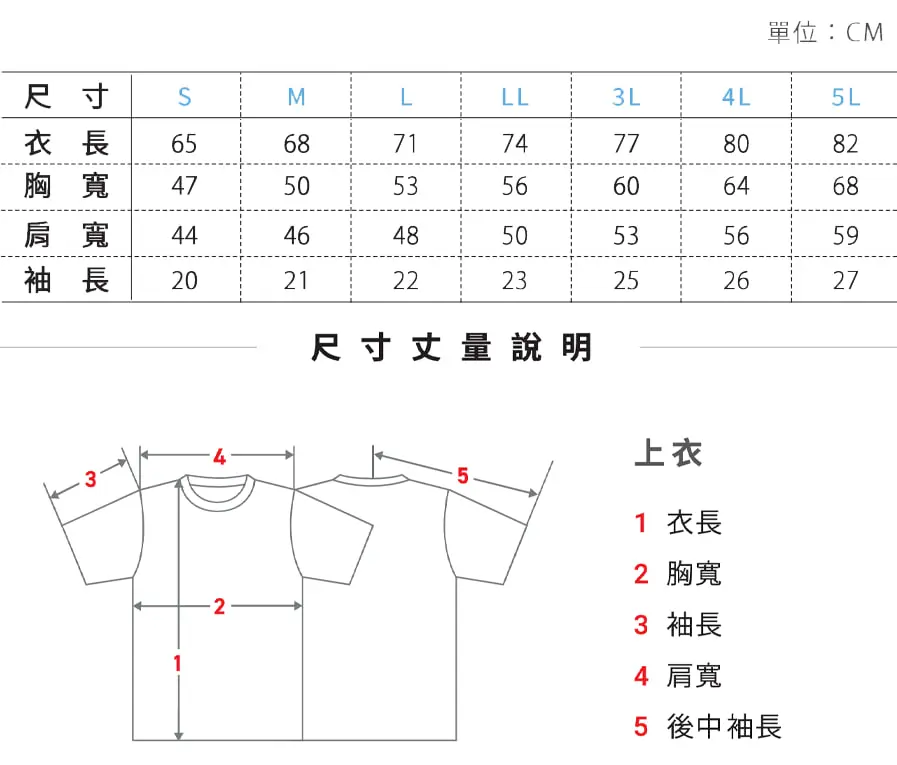 單位：CM
尺寸 S M L LL 3L 4L 5L
衣長 65 68 71 74 77 80 82
胸寬 47 50 53 56 60 64 68
肩寬 44 46 48 50 53 56 59
袖長 20 21 22 23 25 26 27
尺寸丈量說明
4
3
5
2
1
上衣
1 衣長
2 胸寬
3 袖長
4 肩寬
5 後中袖長